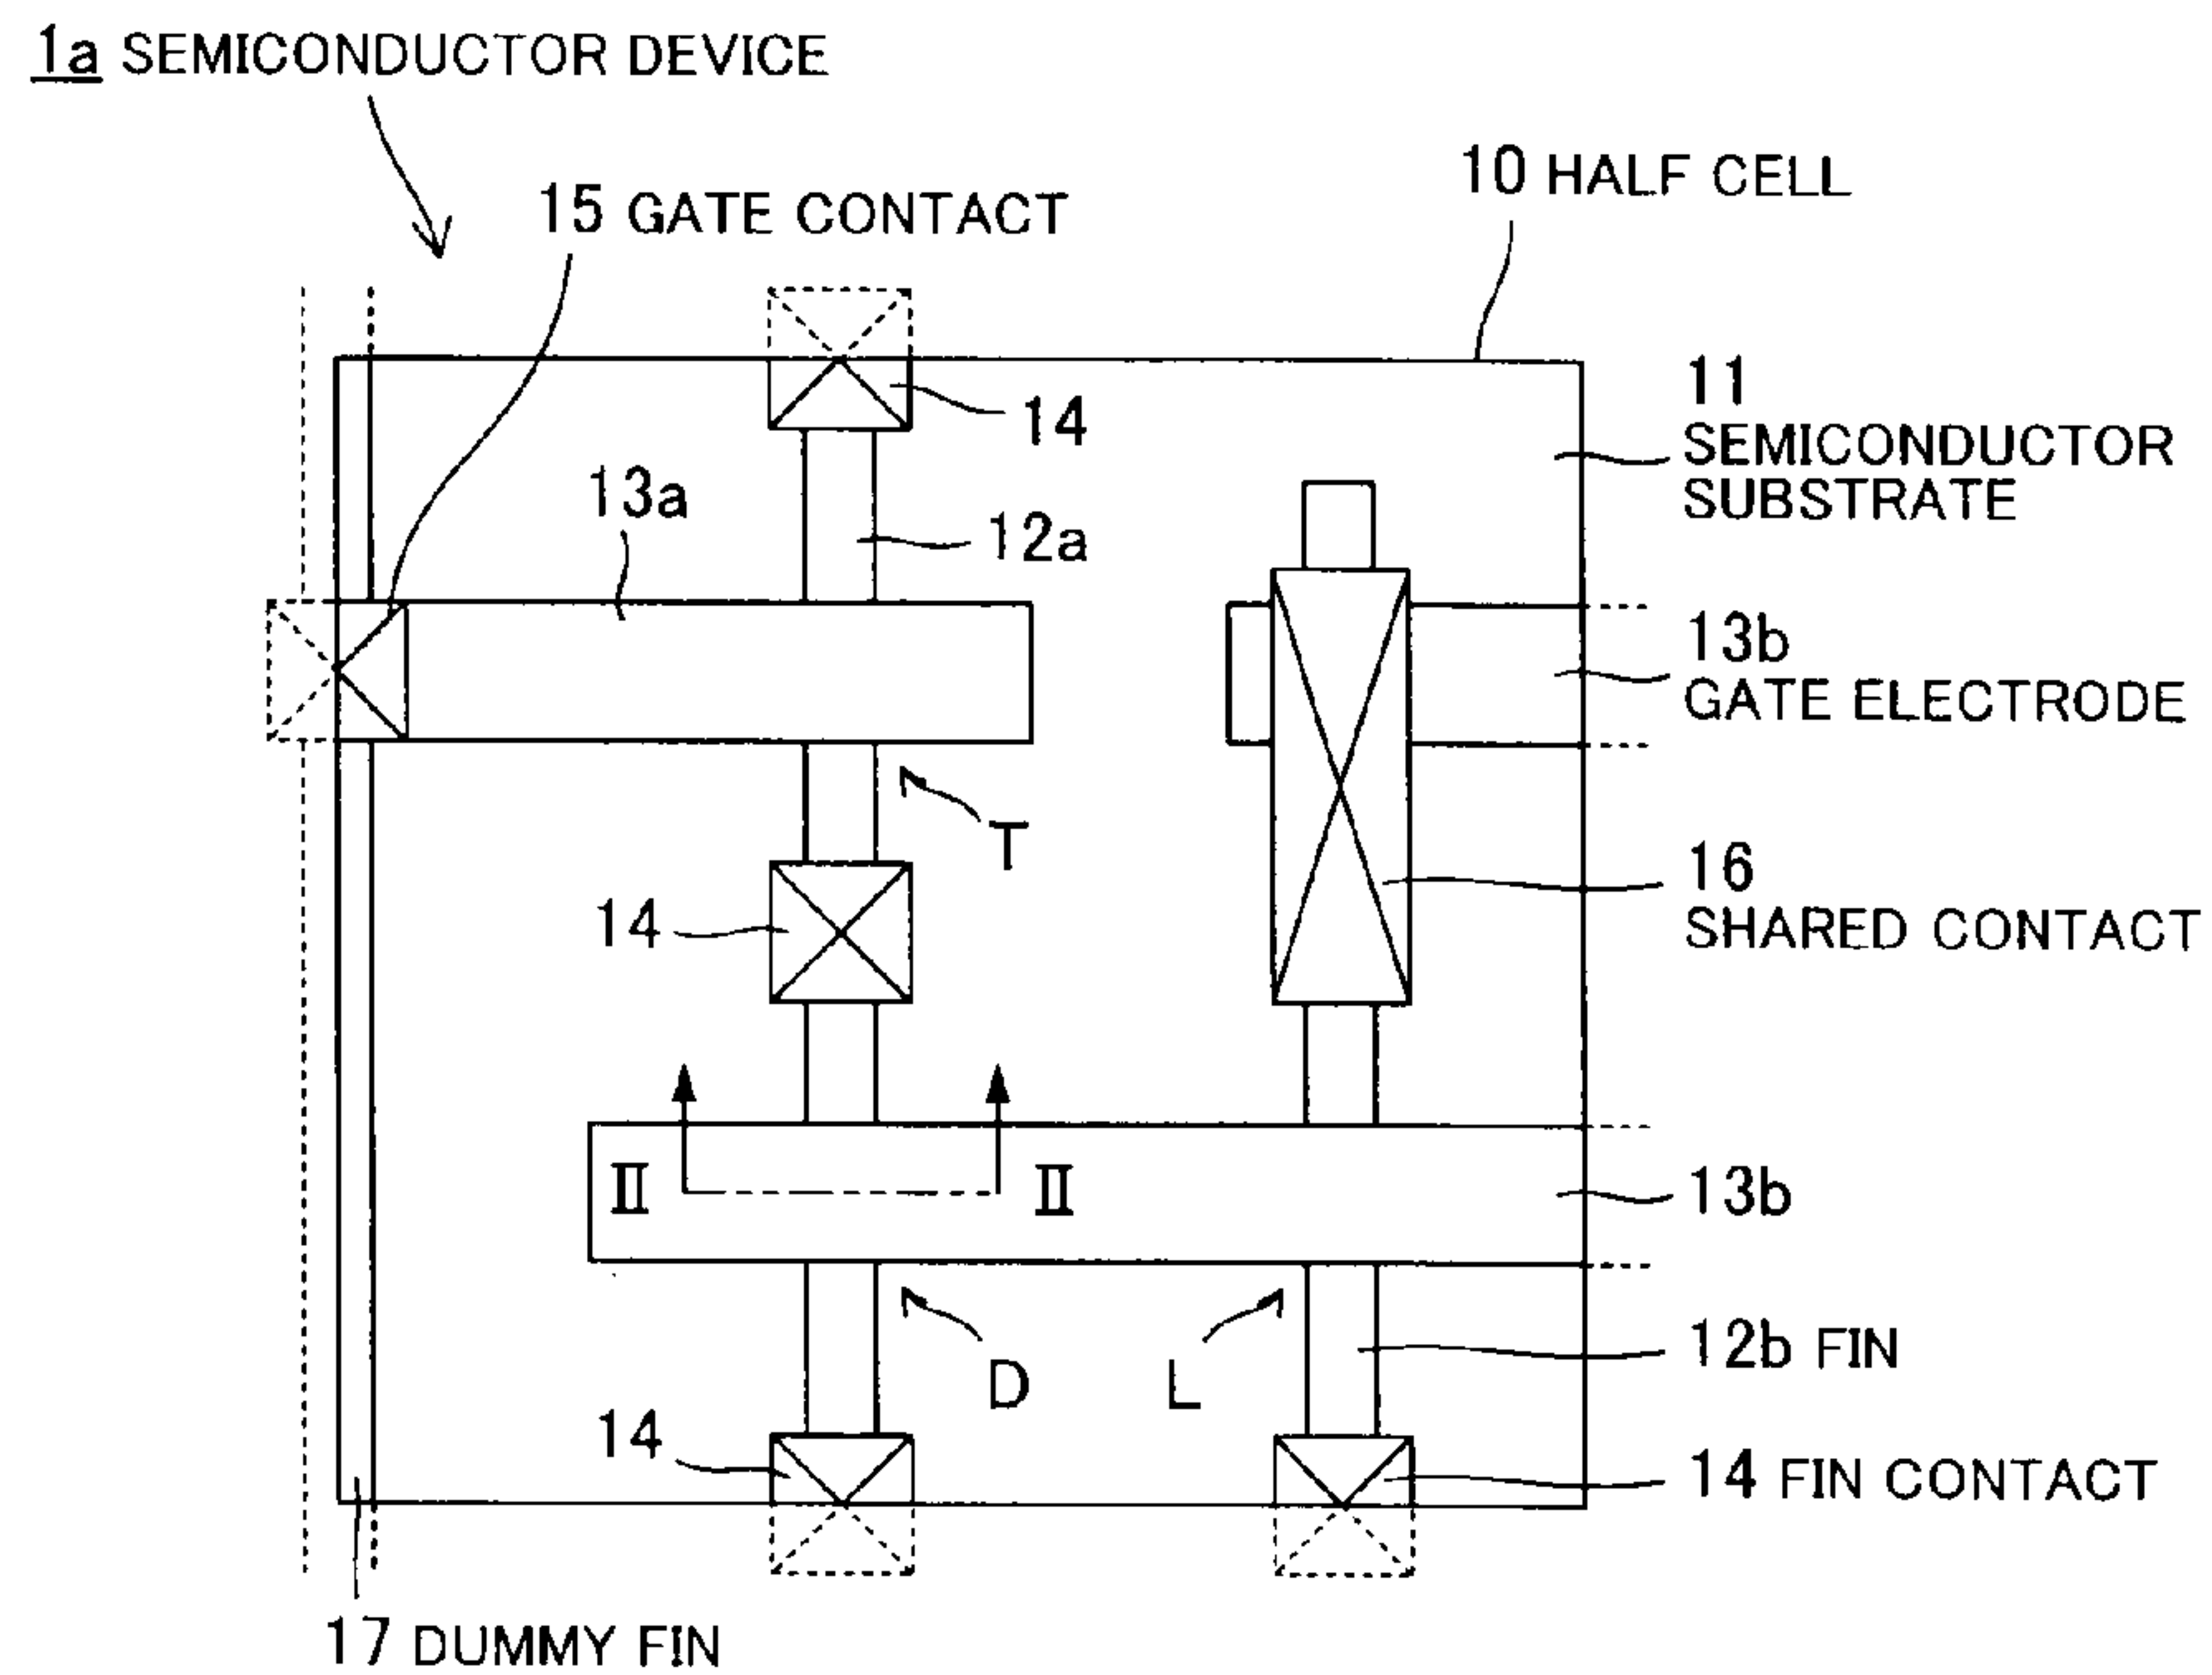 1a SEMICONDUCTOR DEVICE
10 HALF CELL
15 GATE CONTACT
11
SEMICONDUCTOR
SUBSTRATE
14
13a
12a
13b
GATE ELECTRODE
T
16
SHARED CONTACT
14
II II
13b
D
L
12b FIN
14
14 FIN CONTACT
17 DUMMY FIN